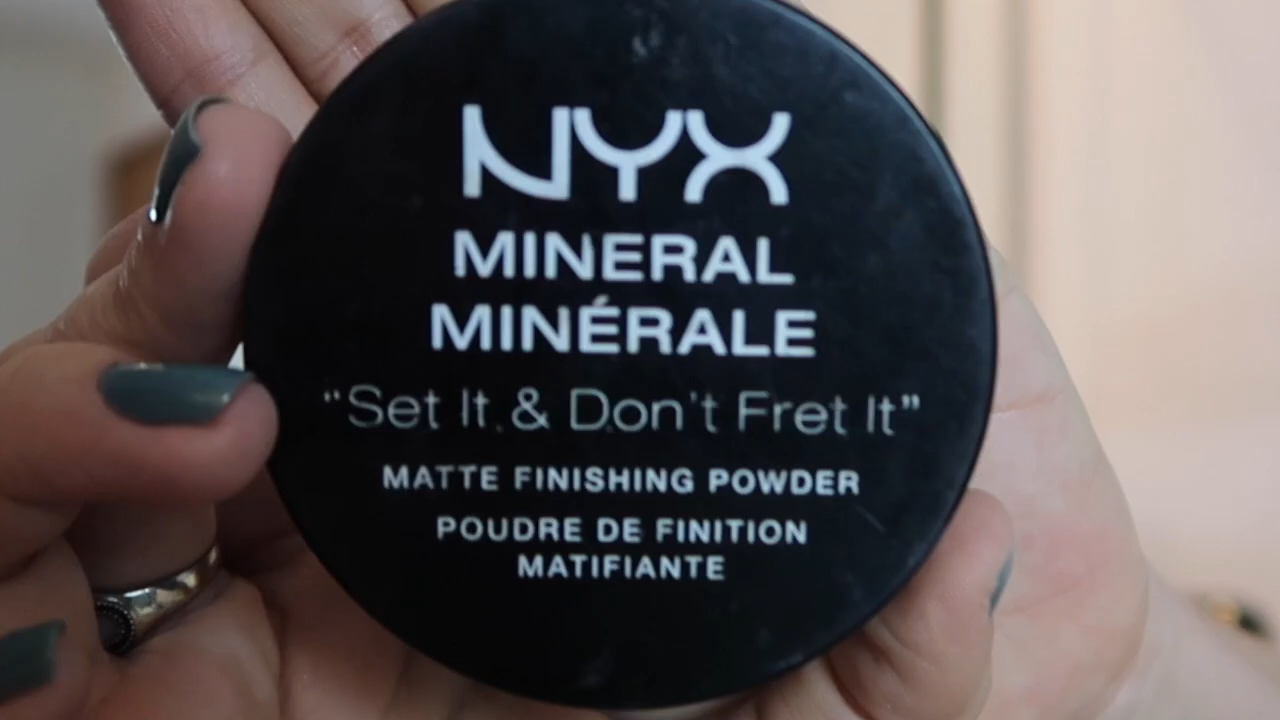 NYX
MINERAL
MINÉRALE
"Set It & Don't Fret It"
MATTE FINISHING POWDER
POUDRE DE FINITION
MATIFIANTE